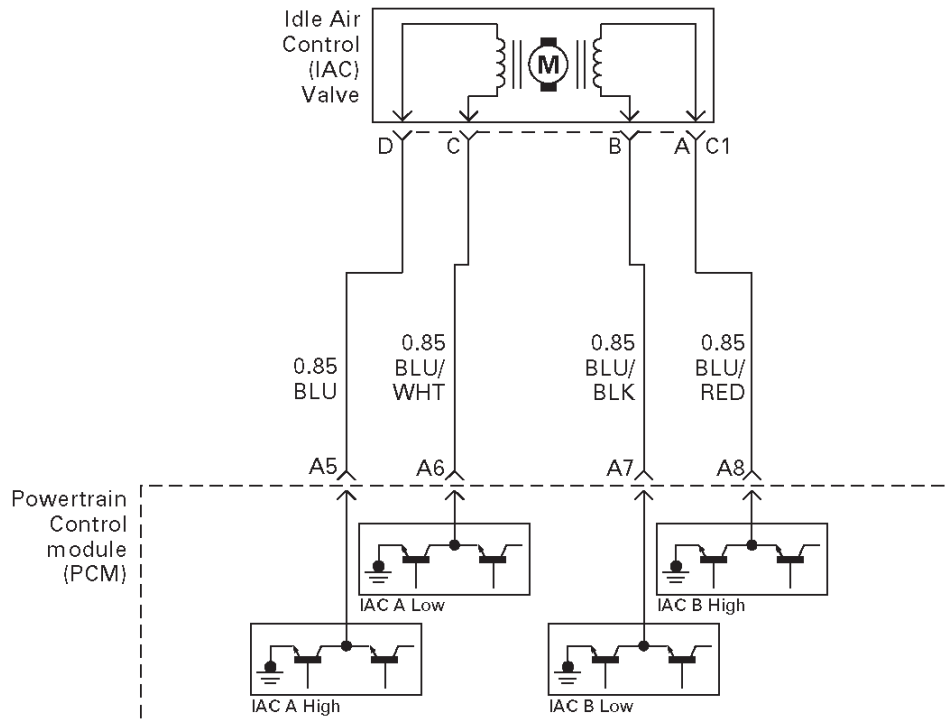 Idle Air
Control
(IAC)
Valve
M
D
C
B
A
C1
0.85
BLU
0.85
BLU/
WHT
0.85
BLU/
BLK
0.85
BLU/
RED
A5
A6
A7
A8
Powertrain
Control
module
(PCM)
IAC A Low
IAC B High
IAC A High
IAC B Low